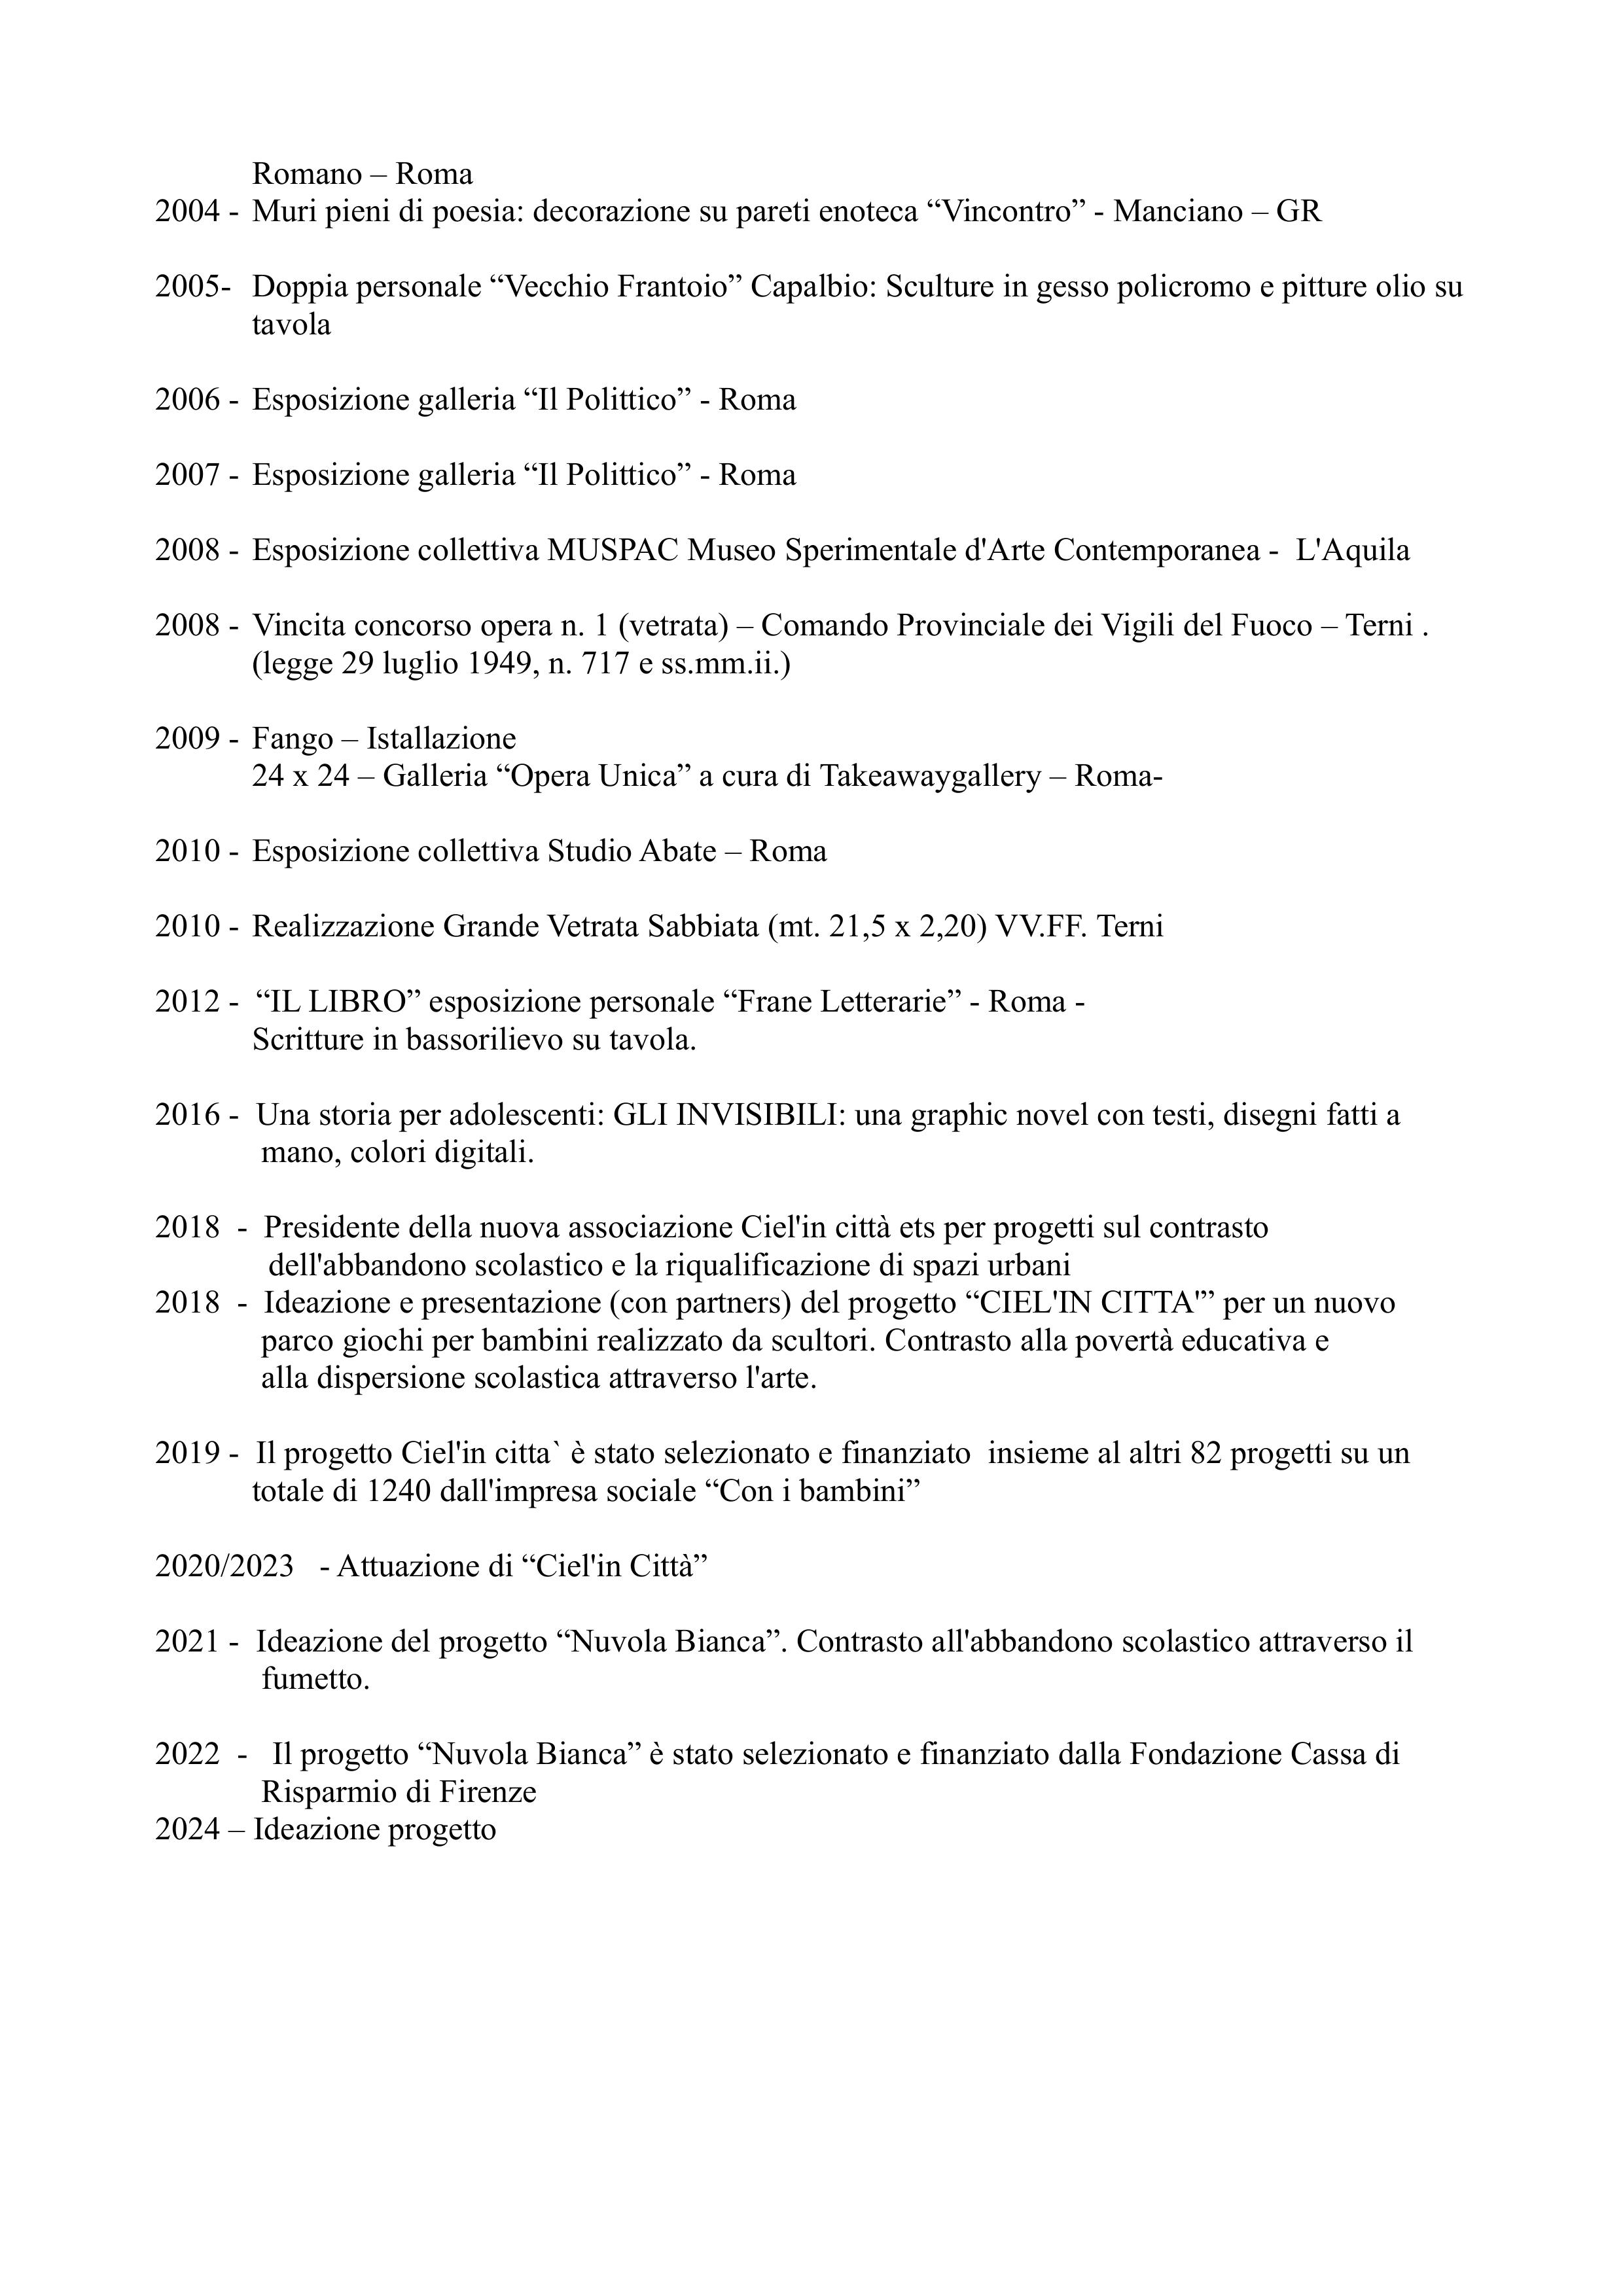 Romano – Roma
2004 - Muri pieni di poesia: decorazione su pareti enoteca “Vincontro” - Manciano – GR
2005- Doppia personale “Vecchio Frantoio” Capalbio: Sculture in gesso policromo e pitture olio su
tavola
2006 - Esposizione galleria “Il Polittico” - Roma
2007 - Esposizione galleria “Il Polittico” - Roma
2008 - Esposizione collettiva MUSPAC Museo Sperimentale d'Arte Contemporanea - L'Aquila
2008 - Vincita concorso opera n. 1 (vetrata) – Comando Provinciale dei Vigili del Fuoco – Terni .
(legge 29 luglio 1949, n. 717 e ss.mm.ii.)
2009 - Fango – Istallazione
24 x 24 – Galleria “Opera Unica” a cura di Takeawaygallery – Roma-
2010 - Esposizione collettiva Studio Abate – Roma
2010 - Realizzazione Grande Vetrata Sabbiata (mt. 21,5 x 2,20) VV.FF. Terni
2012 - “IL LIBRO” esposizione personale “Frane Letterarie” - Roma -
Scritture in bassorilievo su tavola.
2016 - Una storia per adolescenti: GLI INVISIBILI: una graphic novel con testi, disegni fatti a
mano, colori digitali.
2018 - Presidente della nuova associazione Ciel'in città ets per progetti sul contrasto
dell'abbandono scolastico e la riqualificazione di spazi urbani
2018 - Ideazione e presentazione (con partners) del progetto “CIEL'IN CITTA'” per un nuovo
parco giochi per bambini realizzato da scultori. Contrasto alla povertà educativa e
alla dispersione scolastica attraverso l'arte.
2019 - Il progetto Ciel'in citta` è stato selezionato e finanziato insieme al altri 82 progetti su un
totale di 1240 dall'impresa sociale “Con i bambini”
2020/2023 - Attuazione di “Ciel'in Città”
2021 - Ideazione del progetto “Nuvola Bianca”. Contrasto all'abbandono scolastico attraverso il
fumetto.
2022 - Il progetto “Nuvola Bianca” è stato selezionato e finanziato dalla Fondazione Cassa di
Risparmio di Firenze
2024 – Ideazione progetto